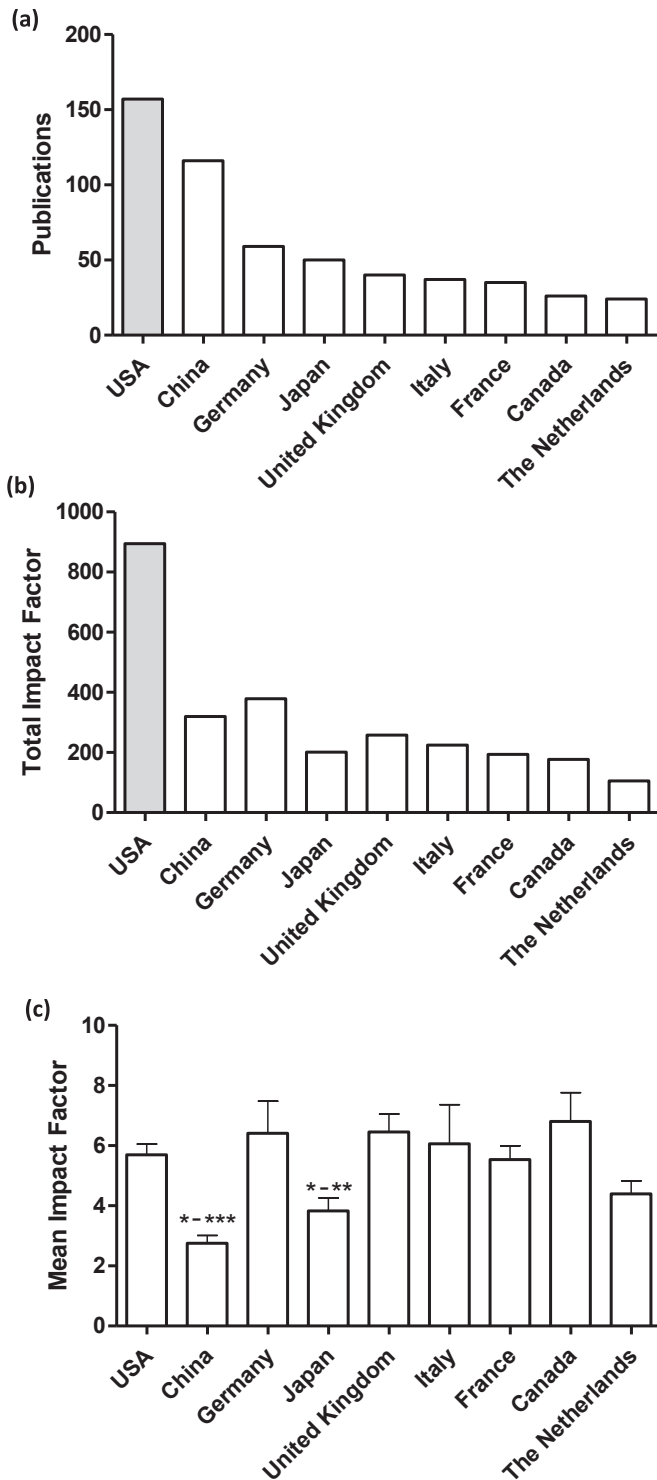 (a)
200
150
100
50
0
Publications
USA
China
Germany
Japan
United Kingdom
Italy
France
Canada
The Netherlands
(b)
1000
800
600
400
200
0
Total Impact Factor
USA
China
Germany
Japan
United Kingdom
Italy
France
Canada
The Netherlands
(c)
10
8
6
4
2
0
Mean Impact Factor
*-***
*-**
USA
China
Germany
Japan
United Kingdom
Italy
France
Canada
The Netherlands